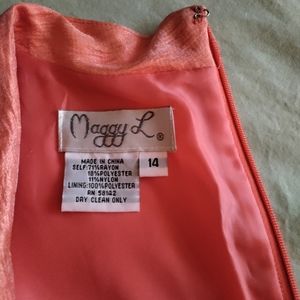 Maggy L®
MADE IN CHINA
SELF: 71%RAYON
18%POLYESTER
11%NYLON
LINING:100%POLYESTER
RN 58122
DRY CLEAN ONLY
14